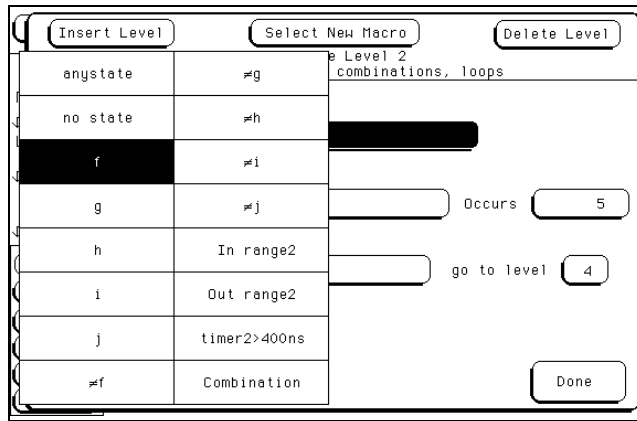 Insert Level Select New Macro Delete Level
e Level 2
combinations, loops
anystate ≠g
no state ≠h
f ≠i
g ≠j
Occurs 5
h In range2
i Out range2
go to level 4
j timer2>400ns
≠f Combination
Done